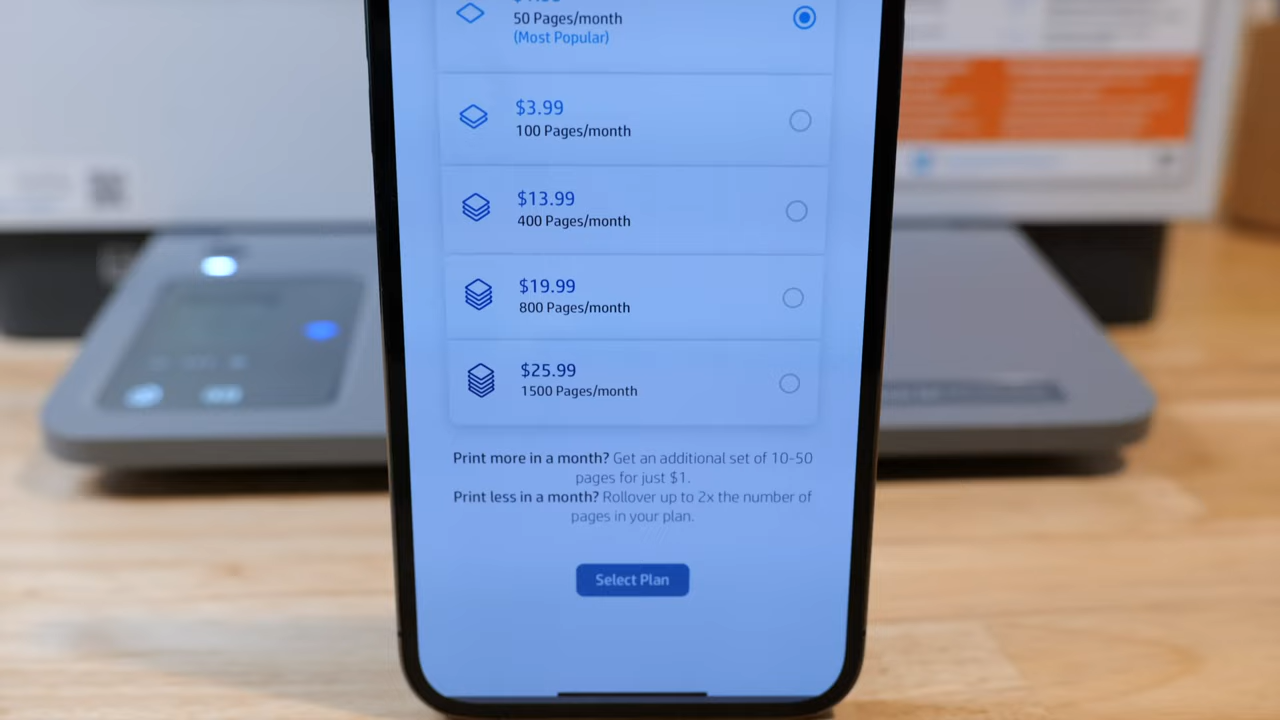 50 Pages/month
(Most Popular)
$3.99
100 Pages/month
$13.99
400 Pages/month
$19.99
800 Pages/month
$25.99
1500 Pages/month
Print more in a month? Get an additional set of 10-50
pages for just $1.
Print less in a month? Rollover up to 2x the number of
pages in your plan.
Select Plan